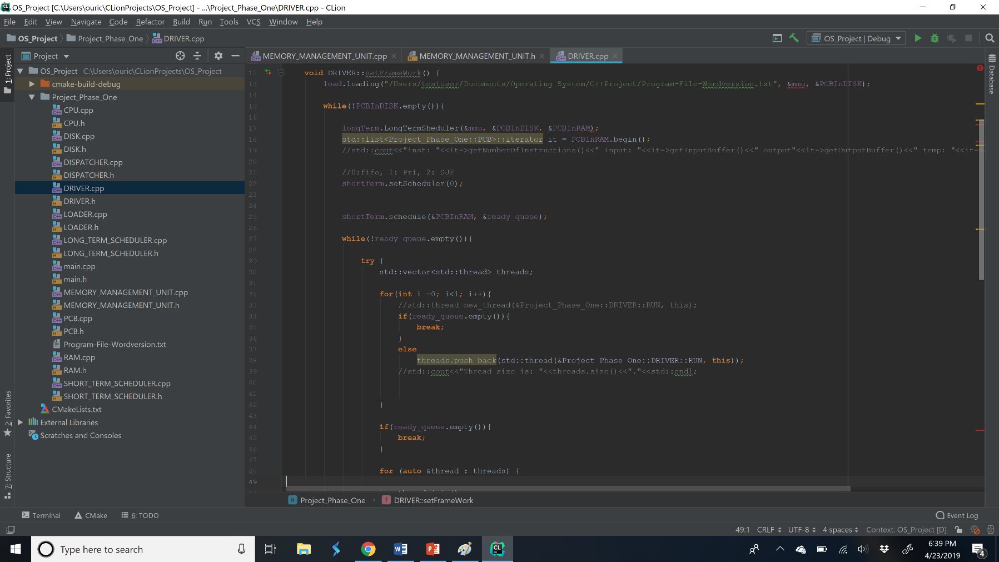 OS_Project [C:\Users\ouric\CLionProjects\OS_Project] - ...\Project_Phase_One\DRIVER.cpp - CLion
File Edit View Navigate Code Refactor Build Run Tools VCS Window Help
OS_Project Project_Phase_One DRIVER.cpp
OS_Project | Debug
1: Project
Project
MEMORY_MANAGEMENT_UNIT.cpp MEMORY_MANAGEMENT_UNIT.h DRIVER.cpp
Database
OS_Project C:\Users\ouric\CLionProjects\OS_Project
cmake-build-debug
Project_Phase_One
CPU.cpp
CPU.h
DISK.cpp
DISK.h
DISPATCHER.cpp
DISPATCHER.h
DRIVER.cpp
DRIVER.h
LOADER.cpp
LOADER.h
LONG_TERM_SCHEDULER.cpp
LONG_TERM_SCHEDULER.h
main.cpp
main.h
MEMORY_MANAGEMENT_UNIT.cpp
MEMORY_MANAGEMENT_UNIT.h
PCB.cpp
PCB.h
Program-File-Wordversion.txt
RAM.cpp
RAM.h
SHORT_TERM_SCHEDULER.cpp
SHORT_TERM_SCHEDULER.h
CMakeLists.txt
External Libraries
Scratches and Consoles
2: Favorites
7: Structure
12 void DRIVER::setFrameWork() {
13 load.loading("/Users/testuser/Documents/Operating System/C++Project/Program-File-Wordversion.txt", &mmu, &PCBInDISK);
14
15 while(!PCBInDISK.empty()){
16
17 longTerm.LongTermSheduler(&mmu, &PCBInDISK, &PCBInRAM);
18 std::list<Project_Phase_One::PCB>::iterator it = PCBInRAM.begin();
19 //std::cout<<"inst: "<<it->getNumberOfInstructions()<<" input: "<<it->getInputBuffer()<<" output"<<it->getOutputBuffer()<<" temp: "<<it->
20
21 //0:fifo, 1: Pri, 2: SJF
22 shortTerm.setScheduler(0);
23
24
25 shortTerm.schedule(&PCBInRAM, &ready_queue);
26
27 while(!ready_queue.empty()){
28
29 try {
30 std::vector<std::thread> threads;
31
32 for(int i =0; i<1; i++){
33 //std::thread new_thread(&Project_Phase_One::DRIVER::RUN, this);
34 if(ready_queue.empty()){
35 break;
36 }
37 else
38 threads.push_back(std::thread(&Project_Phase_One::DRIVER::RUN, this));
39 //std::cout<<"Thread size is: "<<threads.size()<<"."<<std::endl;
40
41
42 }
43
44 if(ready_queue.empty()){
45 break;
46 }
47
48 for (auto &thread : threads) {
49
Project_Phase_One DRIVER::setFrameWork
Terminal CMake 6: TODO Event Log
49:1 CRLF UTF-8 4 spaces Context: OS_Project [D]
Type here to search
6:39 PM
4/23/2019
4